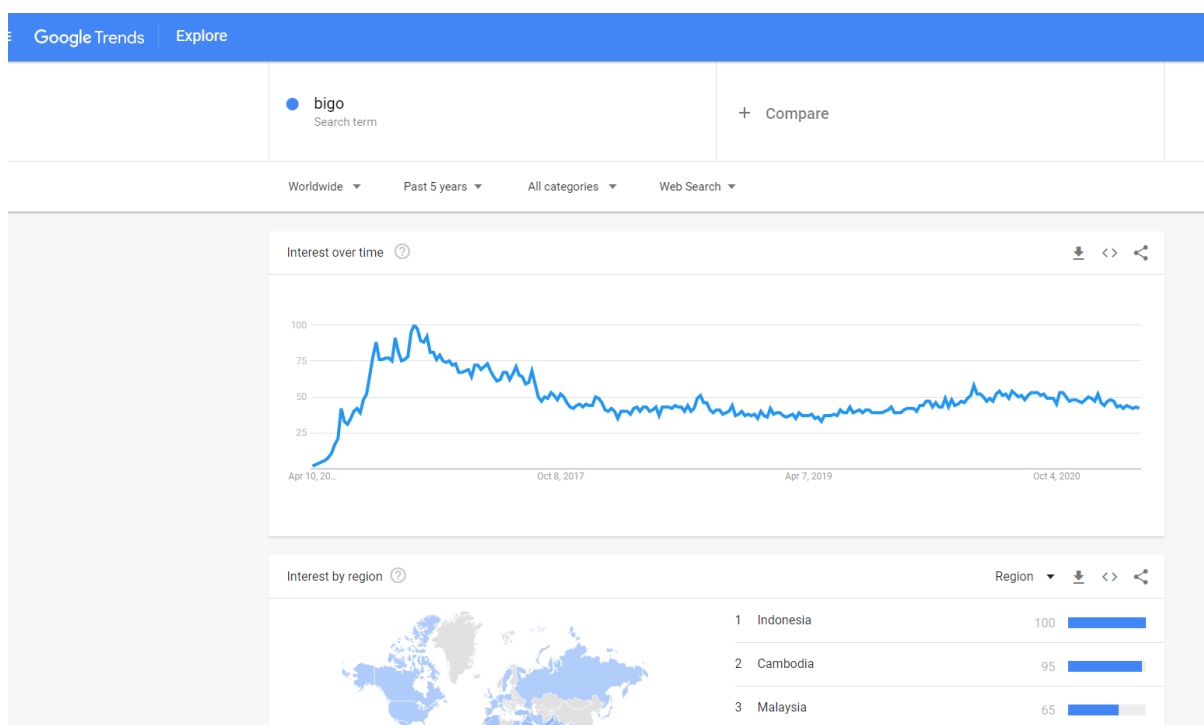 Google Trends Explore
bigo
Search term
+ Compare
Worldwide Past 5 years All categories Web Search
Interest over time
100
75
50
25
Apr 10, 20... Oct 8, 2017 Apr 7, 2019 Oct 4, 2020
Interest by region Region
1 Indonesia 100
2 Cambodia 95
3 Malaysia 65